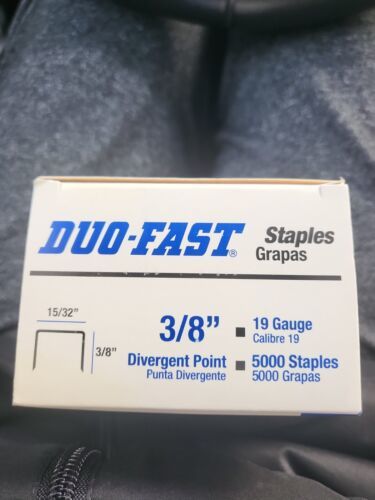 DUO-FAST® Staples
Grapas
15/32"
3/8"
3/8"
Divergent Point
Punta Divergente
19 Gauge
Calibre 19
5000 Staples
5000 Grapas